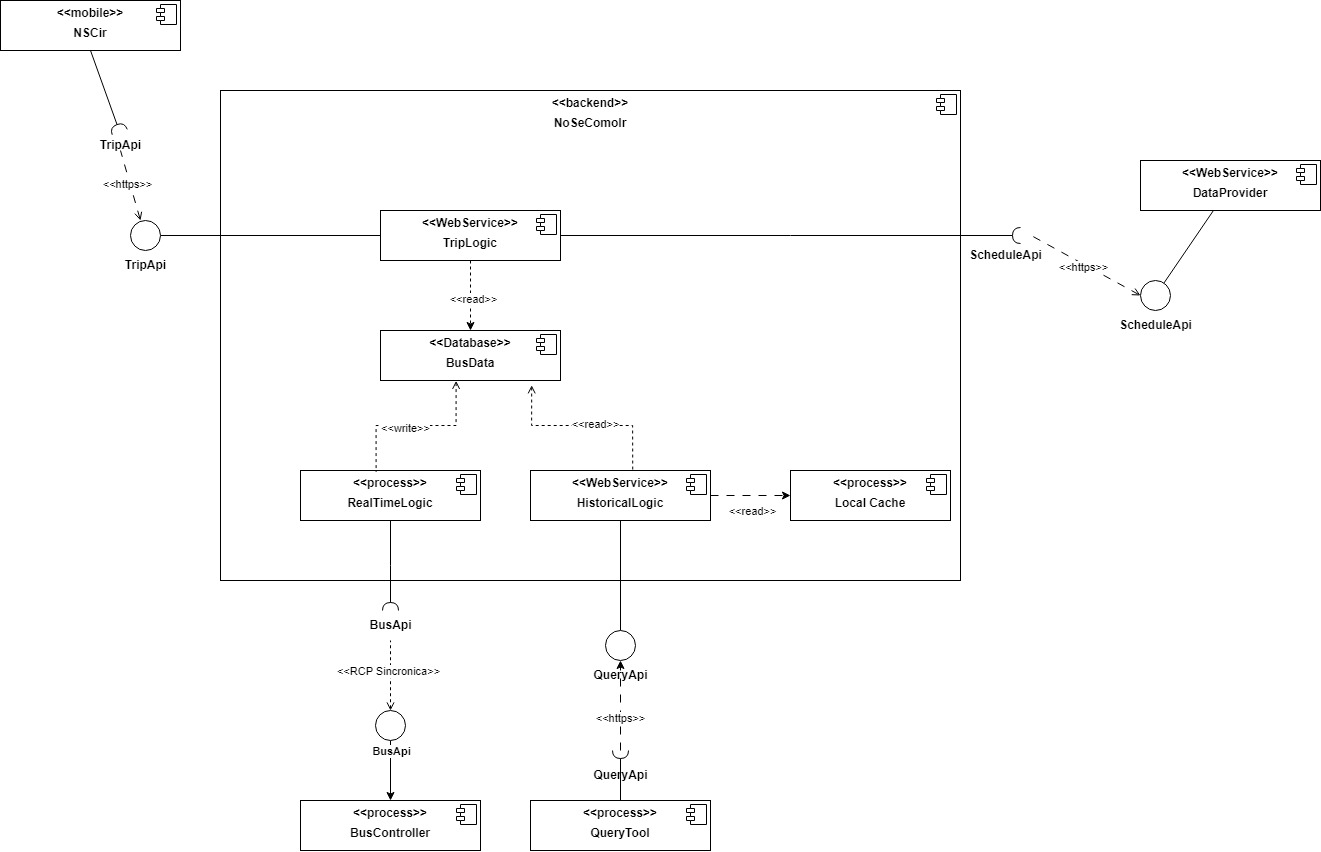 <<mobile>>
NSCir
<<backend>>
NoSeComoIr
TripApi
<<https>>
<<WebService>>
DataProvider
<<WebService>>
TripLogic
TripApi
ScheduleApi
<<https>>
<<read>>
ScheduleApi
<<Database>>
BusData
<<write>>
<<read>>
<<process>>
RealTimeLogic
<<WebService>>
HistoricalLogic
<<process>>
Local Cache
<<read>>
BusApi
<<RCP Sincronica>>
QueryApi
<<https>>
BusApi
QueryApi
<<process>>
BusController
<<process>>
QueryTool